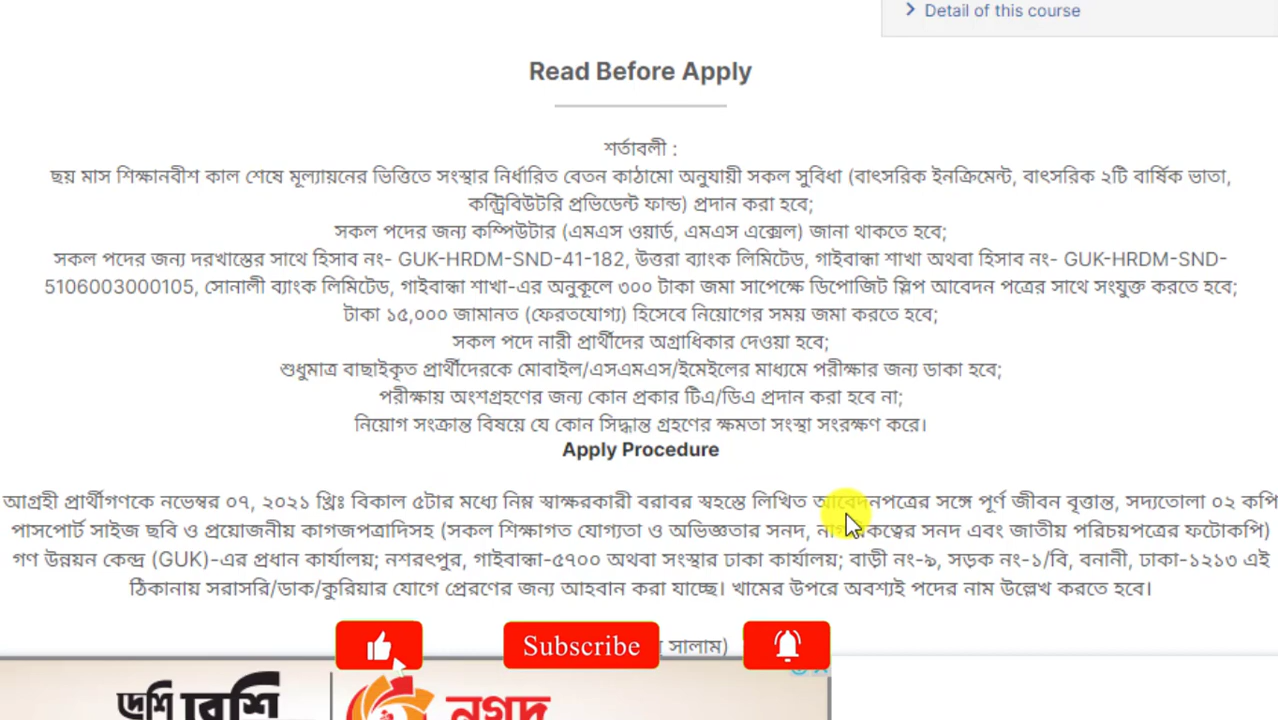 Detail of this course
Read Before Apply
শর্তাবলী :
ছয় মাস শিক্ষানবীশ কাল শেষে মূল্যায়নের ভিত্তিতে সংস্থার নির্ধারিত বেতন কাঠামো অনুযায়ী সকল সুবিধা (বাৎসরিক ইনক্রিমেন্ট, বাৎসরিক ২টি বার্ষিক ভাতা,
কন্ট্রিবিউটরি প্রভিডেন্ট ফান্ড) প্রদান করা হবে;
সকল পদের জন্য কম্পিউটার (এমএস ওয়ার্ড, এমএস এক্সেল) জানা থাকতে হবে;
সকল পদের জন্য দরখাস্তের সাথে হিসাব নং- GUK-HRDM-SND-41-182, উত্তরা ব্যাংক লিমিটেড, গাইবান্ধা শাখা অথবা হিসাব নং- GUK-HRDM-SND-
5106003000105, সোনালী ব্যাংক লিমিটেড, গাইবান্ধা শাখা-এর অনুকূলে ৩০০ টাকা জমা সাপেক্ষে ডিপোজিট স্লিপ আবেদন পত্রের সাথে সংযুক্ত করতে হবে;
টাকা ১৫,০০০ জামানত (ফেরতযোগ্য) হিসেবে নিয়োগের সময় জমা করতে হবে;
সকল পদে নারী প্রার্থীদের অগ্রাধিকার দেওয়া হবে;
শুধুমাত্র বাছাইকৃত প্রার্থীদেরকে মোবাইল/এসএমএস/ইমেইলের মাধ্যমে পরীক্ষার জন্য ডাকা হবে;
পরীক্ষায় অংশগ্রহণের জন্য কোন প্রকার টিএ/ডিএ প্রদান করা হবে না;
নিয়োগ সংক্রান্ত বিষয়ে যে কোন সিদ্ধান্ত গ্রহণের ক্ষমতা সংস্থা সংরক্ষণ করে।
Apply Procedure
আগ্রহী প্রার্থীগণকে নভেম্বর ০৭, ২০২১ খ্রিঃ বিকাল ৫টার মধ্যে নিম্ন স্বাক্ষরকারী বরাবর স্বহস্তে লিখিত আবেদনপত্রের সঙ্গে পূর্ণ জীবন বৃত্তান্ত, সদ্যতোলা ০২ কপি
পাসপোর্ট সাইজ ছবি ও প্রয়োজনীয় কাগজপত্রাদিসহ (সকল শিক্ষাগত যোগ্যতা ও অভিজ্ঞতার সনদ, নাগরিকত্বের সনদ এবং জাতীয় পরিচয়পত্রের ফটোকপি)
গণ উন্নয়ন কেন্দ্র (GUK)-এর প্রধান কার্যালয়; নশরৎপুর, গাইবান্ধা-৫৭০০ অথবা সংস্থার ঢাকা কার্যালয়; বাড়ী নং-৯, সড়ক নং-১/বি, বনানী, ঢাকা-১২১৩ এই
ঠিকানায় সরাসরি/ডাক/কুরিয়ার যোগে প্রেরণের জন্য আহবান করা যাচ্ছে। খামের উপরে অবশ্যই পদের নাম উল্লেখ করতে হবে।
সালাম)
Subscribe
নগদ